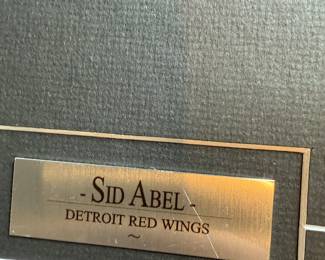 - SID ABEL -
DETROIT RED WINGS
~